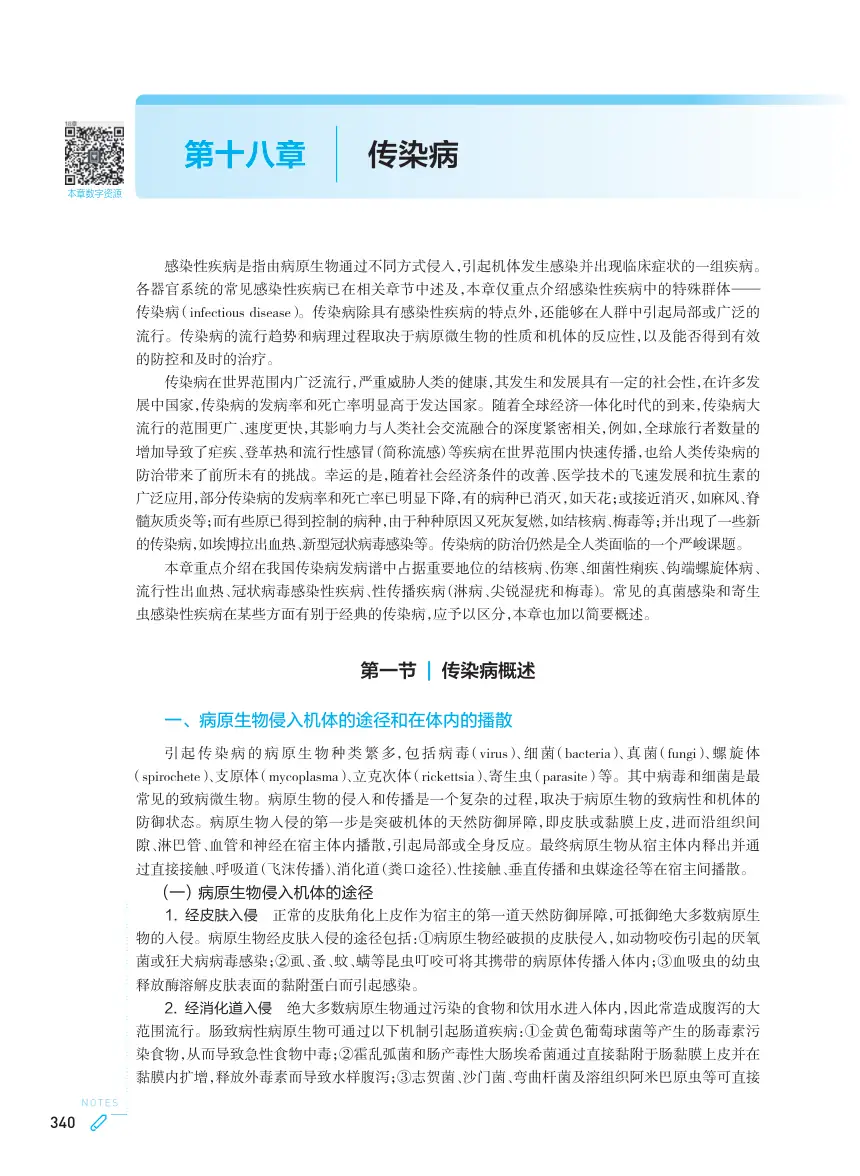 18章
本章数字资源
第十八章 传染病
感染性疾病是指由病原生物通过不同方式侵入，引起机体发生感染并出现临床症状的一组疾病。
各器官系统的常见感染性疾病已在相关章节中述及，本章仅重点介绍感染性疾病中的特殊群体——
传染病（infectious disease）。传染病除具有感染性疾病的特点外，还能够在人群中引起局部或广泛的
流行。传染病的流行趋势和病理过程取决于病原微生物的性质和机体的反应性，以及能否得到有效
的防控和及时的治疗。
传染病在世界范围内广泛流行，严重威胁人类的健康，其发生和发展具有一定的社会性，在许多发
展中国家，传染病的发病率和死亡率明显高于发达国家。随着全球经济一体化时代的到来，传染病大
流行的范围更广、速度更快，其影响力与人类社会交流融合的深度紧密相关，例如，全球旅行者数量的
增加导致了疟疾、登革热和流行性感冒（简称流感）等疾病在世界范围内快速传播，也给人类传染病的
防治带来了前所未有的挑战。幸运的是，随着社会经济条件的改善、医学技术的飞速发展和抗生素的
广泛应用，部分传染病的发病率和死亡率已明显下降，有的病种已消灭，如天花；或接近消灭，如麻风、脊
髓灰质炎等；而有些原已得到控制的病种，由于种种原因又死灰复燃，如结核病、梅毒等；并出现了一些新
的传染病，如埃博拉出血热、新型冠状病毒感染等。传染病的防治仍然是全人类面临的一个严峻课题。
本章重点介绍在我国传染病发病谱中占据重要地位的结核病、伤寒、细菌性痢疾、钩端螺旋体病、
流行性出血热、冠状病毒感染性疾病、性传播疾病（淋病、尖锐湿疣和梅毒）。常见的真菌感染和寄生
虫感染性疾病在某些方面有别于经典的传染病，应予以区分，本章也加以简要概述。
第一节 | 传染病概述
一、病原生物侵入机体的途径和在体内的播散
引起传染病的病原生物种类繁多，包括病毒（virus）、细菌（bacteria）、真菌（fungi）、螺旋体
（spirochete）、支原体（mycoplasma）、立克次体（rickettsia）、寄生虫（parasite）等。其中病毒和细菌是最
常见的致病微生物。病原生物的侵入和传播是一个复杂的过程，取决于病原生物的致病性和机体的
防御状态。病原生物入侵的第一步是突破机体的天然防御屏障，即皮肤或黏膜上皮，进而沿组织间
隙、淋巴管、血管和神经在宿主体内播散，引起局部或全身反应。最终病原生物从宿主体内释出并通
过直接接触、呼吸道（飞沫传播）、消化道（粪口途径）、性接触、垂直传播和虫媒途径等在宿主间播散。
（一）病原生物侵入机体的途径
1. 经皮肤入侵 正常的皮肤角化上皮作为宿主的第一道天然防御屏障，可抵御绝大多数病原生
物的入侵。病原生物经皮肤入侵的途径包括：①病原生物经破损的皮肤侵入，如动物咬伤引起的厌氧
菌或狂犬病病毒感染；②虱、蚤、蚊、螨等昆虫叮咬可将其携带的病原体传播入体内；③血吸虫的幼虫
释放酶溶解皮肤表面的黏附蛋白而引起感染。
2. 经消化道入侵 绝大多数病原生物通过污染的食物和饮用水进入体内，因此常造成腹泻的大
范围流行。肠致病性病原生物可通过以下机制引起肠道疾病：①金黄色葡萄球菌等产生的肠毒素污
染食物，从而导致急性食物中毒；②霍乱弧菌和肠产毒性大肠埃希菌通过直接黏附于肠黏膜上皮并在
黏膜内扩增，释放外毒素而导致水样腹泻；③志贺菌、沙门菌、弯曲杆菌及溶组织阿米巴原虫等可直接
NOTES
340